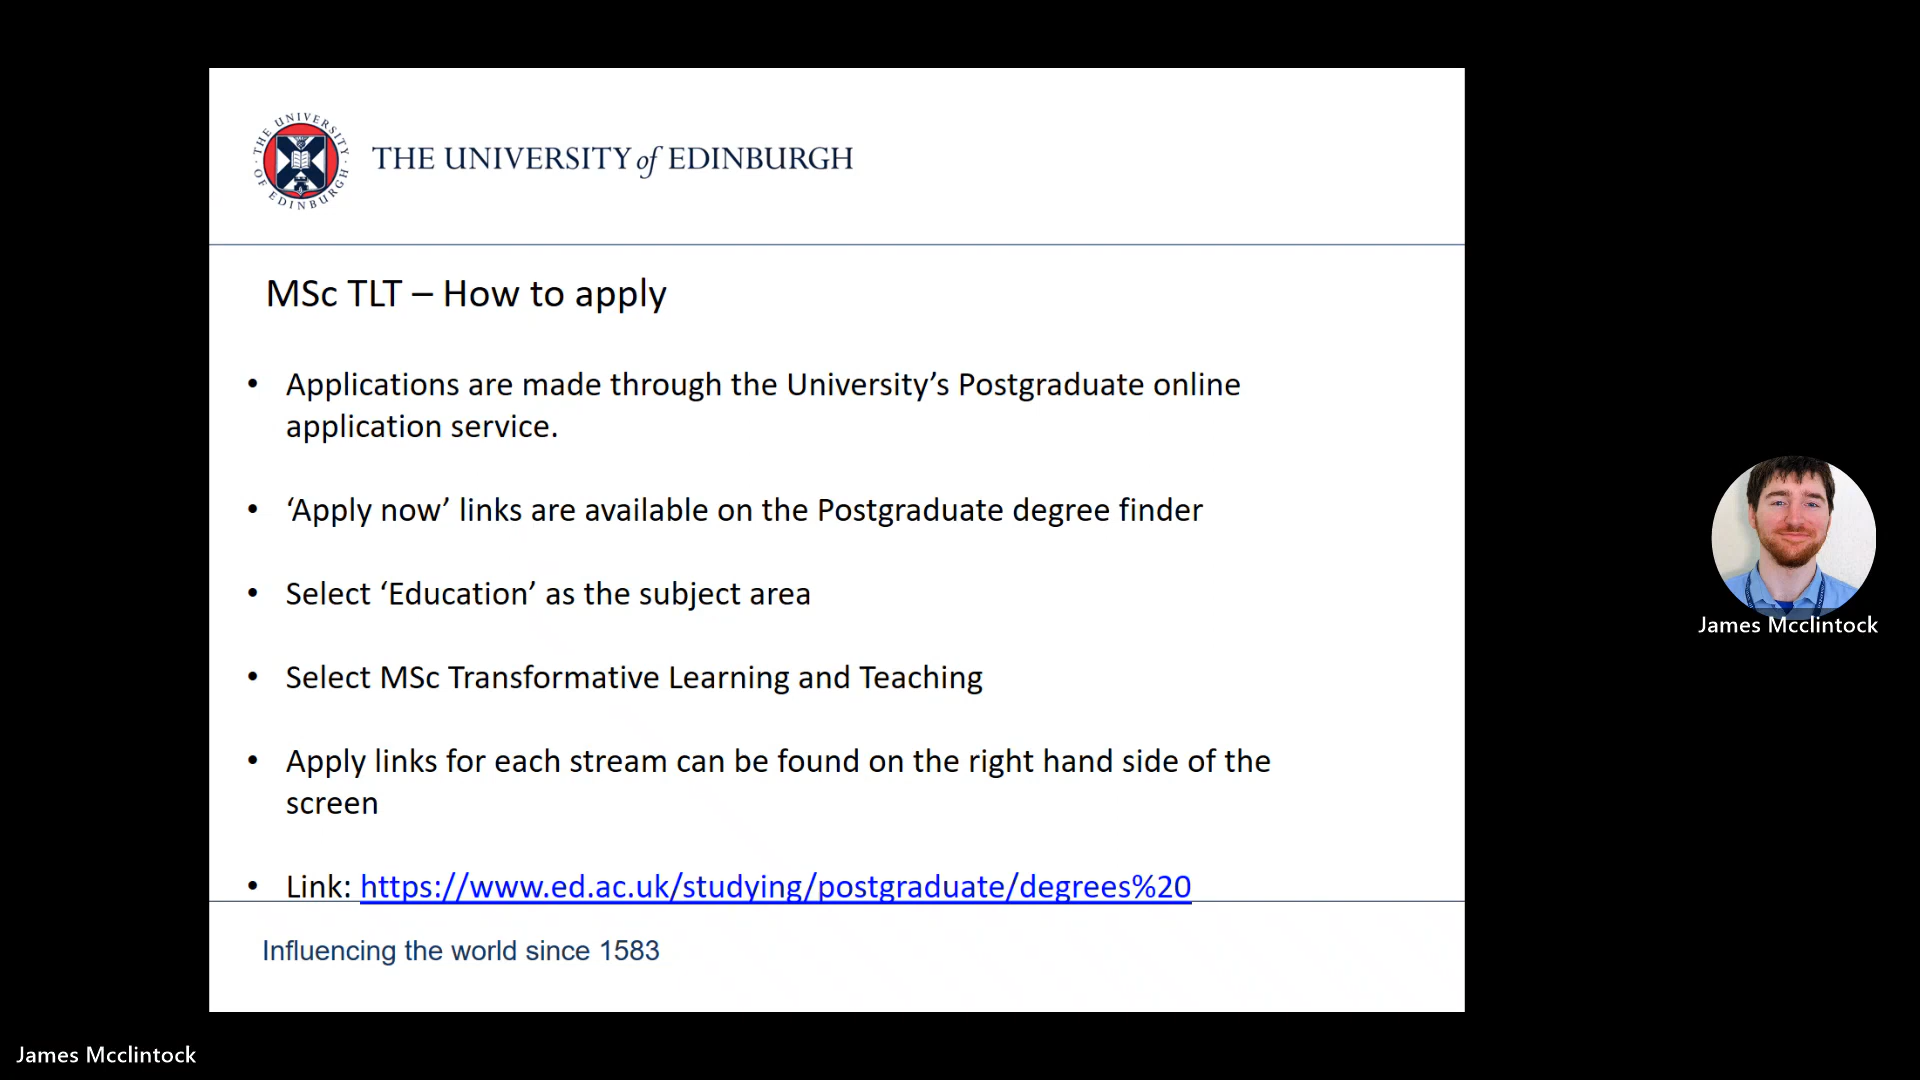 THE UNIVERSITY OF EDINBURGH
THE UNIVERSITY of EDINBURGH
MSc TLT – How to apply
• Applications are made through the University’s Postgraduate online
application service.
• ‘Apply now’ links are available on the Postgraduate degree finder
• Select ‘Education’ as the subject area
• Select MSc Transformative Learning and Teaching
• Apply links for each stream can be found on the right hand side of the
screen
• Link: https://www.ed.ac.uk/studying/postgraduate/degrees%20
Influencing the world since 1583
James Mcclintock
James Mcclintock